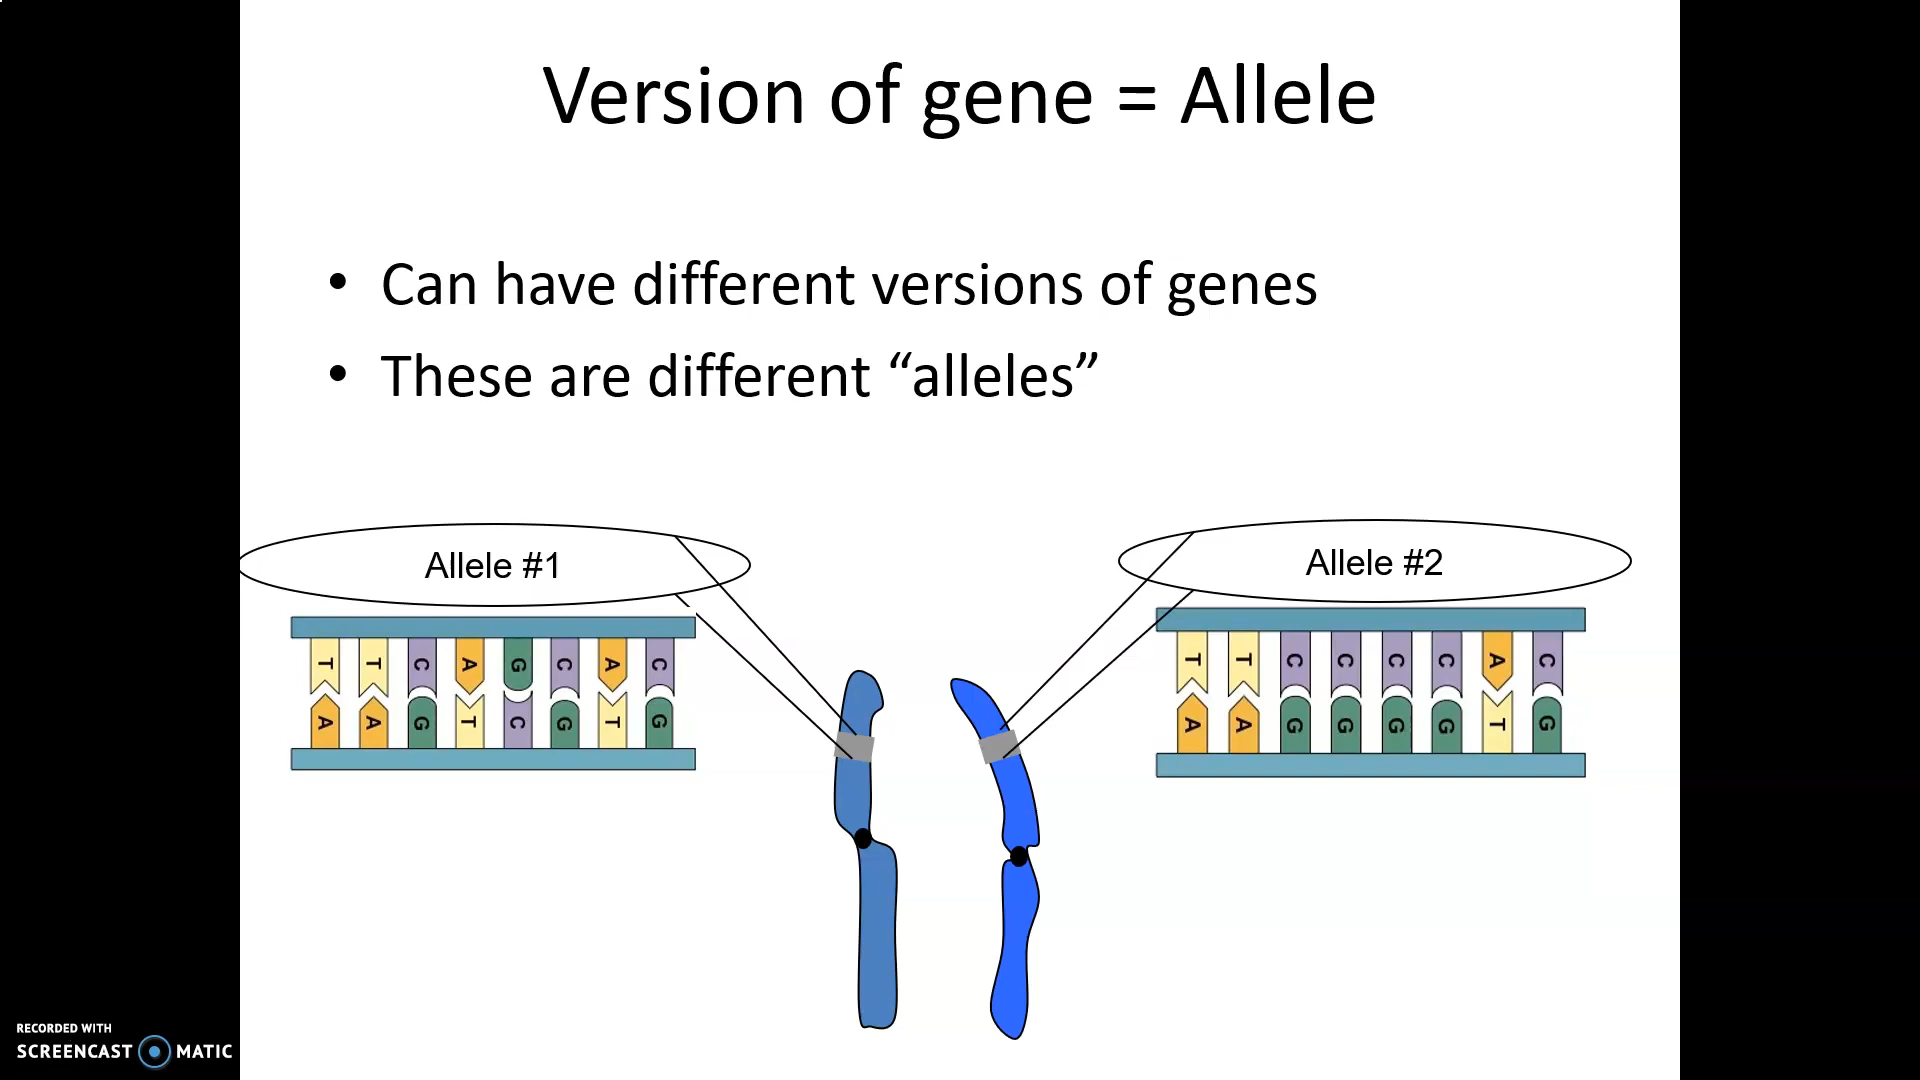 Version of gene = Allele
• Can have different versions of genes
• These are different “alleles”
Allele #1
Allele #2
T T C A G C A C
A A G T C G T G
T T C C C C A C
A A G G G G T G
RECORDED WITH
SCREENCAST MATIC